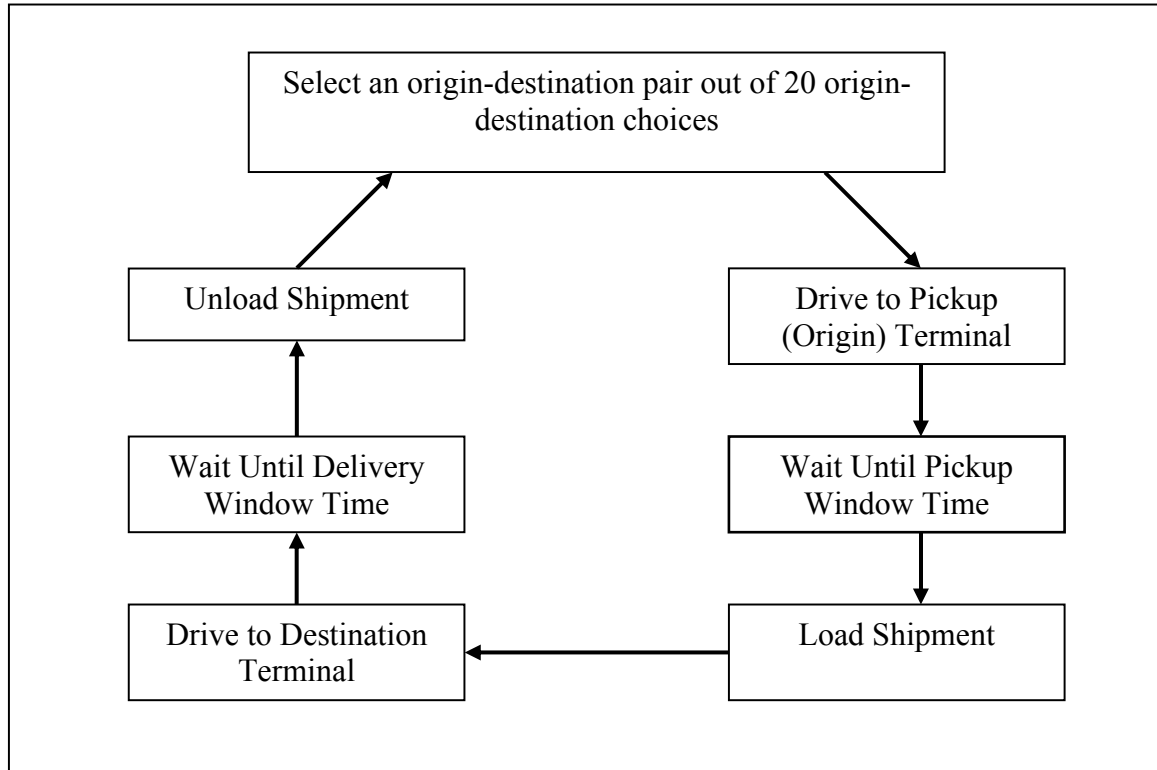 Select an origin-destination pair out of 20 origin-
destination choices
Drive to Pickup
(Origin) Terminal
Wait Until Pickup
Window Time
Load Shipment
Drive to Destination
Terminal
Wait Until Delivery
Window Time
Unload Shipment